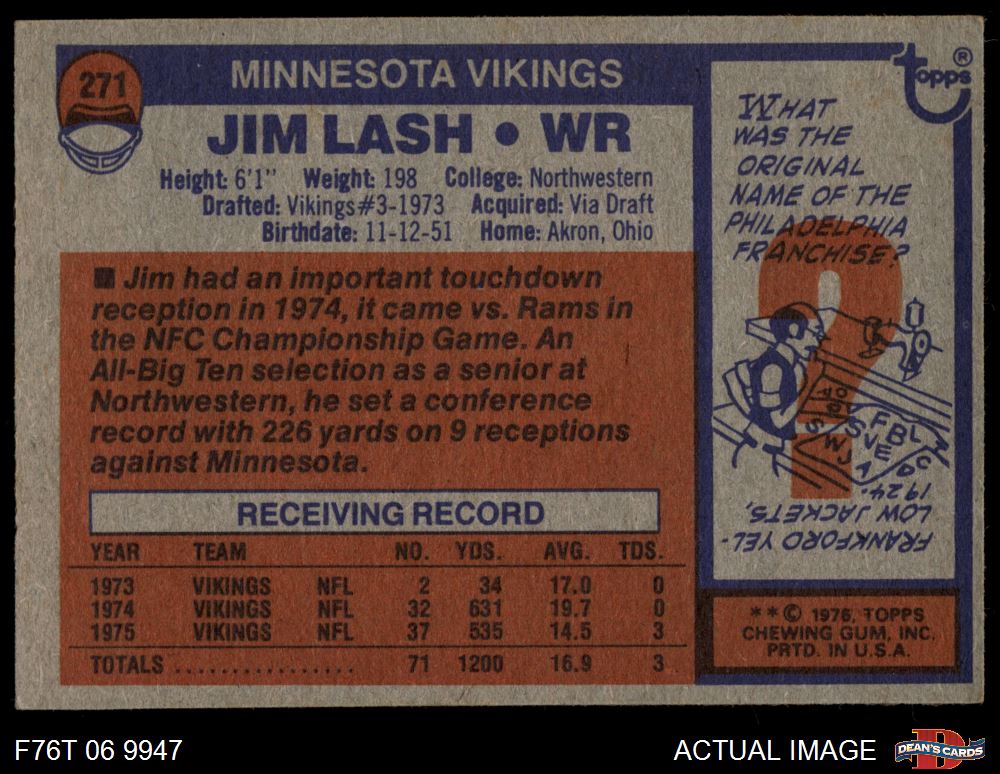 271
MINNESOTA VIKINGS
JIM LASH • WR
Height: 6'1" Weight: 198 College: Northwestern
Drafted: Vikings#3-1973 Acquired: Via Draft
Birthdate: 11-12-51 Home: Akron, Ohio
■ Jim had an important touchdown
reception in 1974, it came vs. Rams in
the NFC Championship Game. An
All-Big Ten selection as a senior at
Northwestern, he set a conference
record with 226 yards on 9 receptions
against Minnesota.
RECEIVING RECORD
YEAR TEAM NO. YDS. AVG. TDS.
1973 VIKINGS NFL 2 34 17.0 0
1974 VIKINGS NFL 32 631 19.7 0
1975 VIKINGS NFL 37 535 14.5 3
TOTALS ................ 71 1200 16.9 3
topps ®
WHAT
WAS THE
ORIGINAL
NAME OF THE
PHILADELPHIA
FRANCHISE?
?
FRANKFORD YEL-
LOW JACKETS,
1924.
* * © 1976, TOPPS
CHEWING GUM, INC.
PRTD. IN U.S.A.
F76T 06 9947
ACTUAL IMAGE
D
DEAN'S CARDS